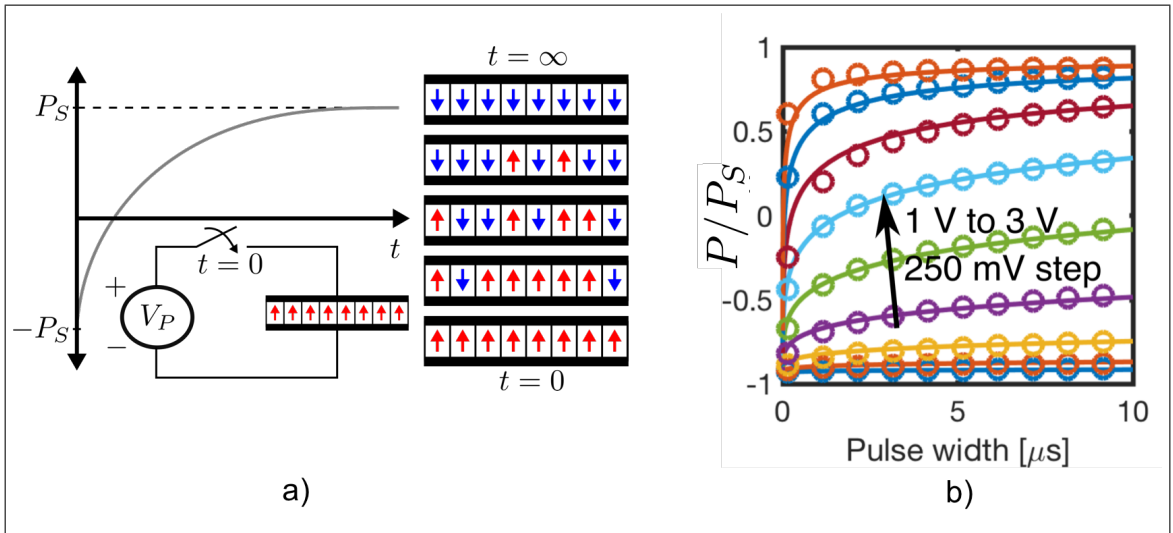 t = ∞
P_S
t
t = 0
+
V_P
−
−P_S
t = 0
a)
1
0.5
0
-0.5
-1
P/P_S
1 V to 3 V
250 mV step
0 5 10
Pulse width [μs]
b)